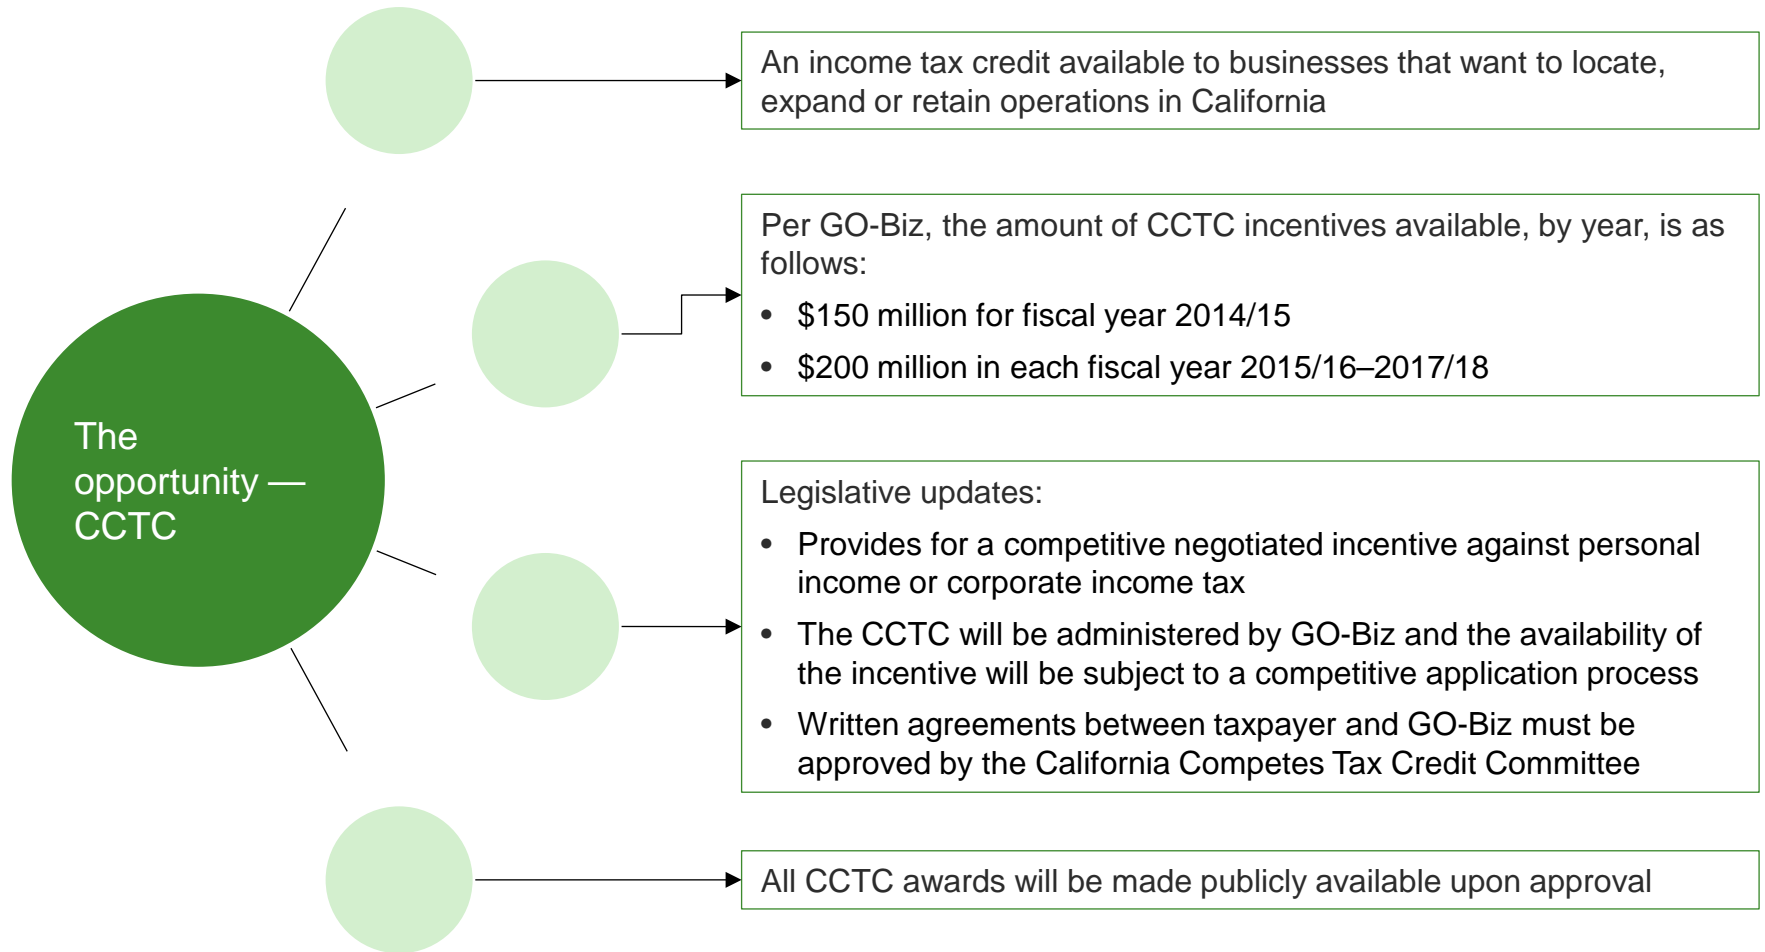 The
opportunity —
CCTC
An income tax credit available to businesses that want to locate,
expand or retain operations in California
Per GO-Biz, the amount of CCTC incentives available, by year, is as
follows:
• $150 million for fiscal year 2014/15
• $200 million in each fiscal year 2015/16–2017/18
Legislative updates:
• Provides for a competitive negotiated incentive against personal
income or corporate income tax
• The CCTC will be administered by GO-Biz and the availability of
the incentive will be subject to a competitive application process
• Written agreements between taxpayer and GO-Biz must be
approved by the California Competes Tax Credit Committee
All CCTC awards will be made publicly available upon approval